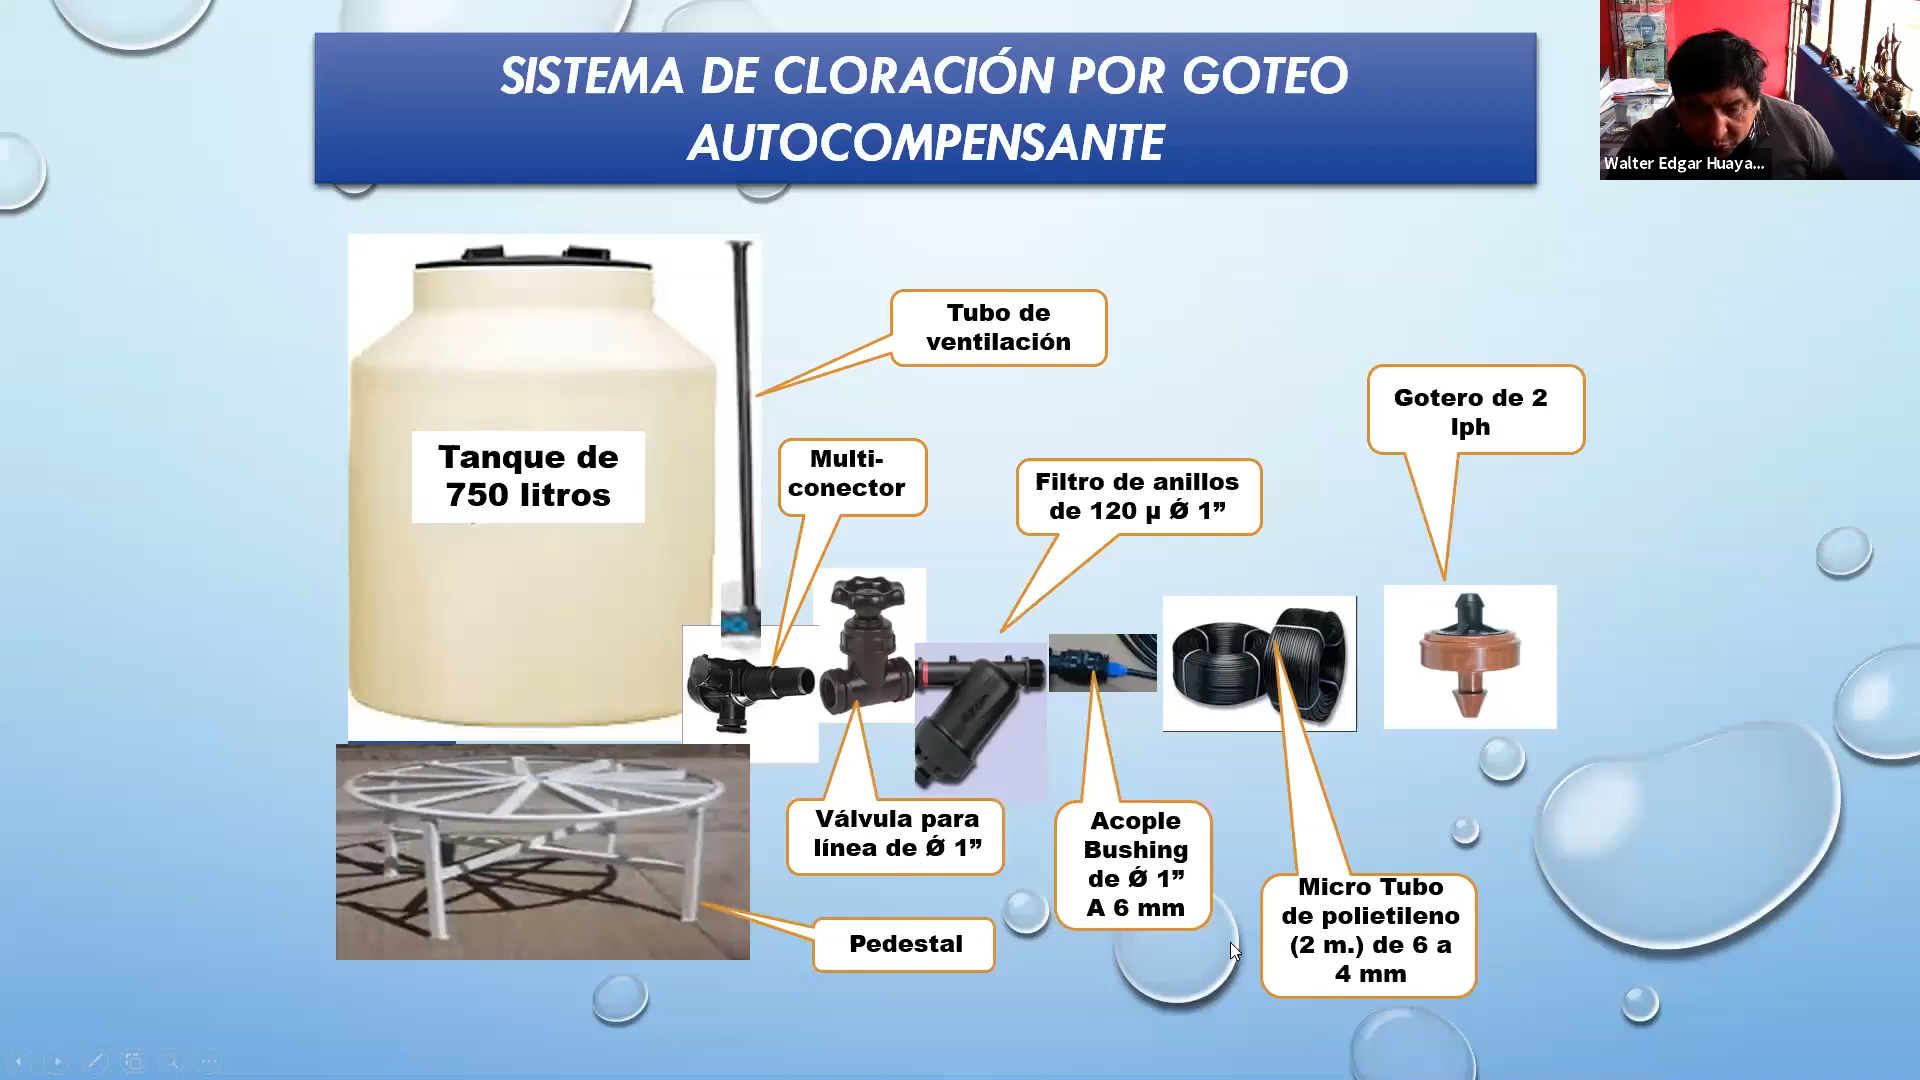 SISTEMA DE CLORACIÓN POR GOTEO
AUTOCOMPENSANTE
Walter Edgar Huaya...
Tubo de
ventilación
Gotero de 2
lph
Tanque de
750 litros
Multi-
conector
Filtro de anillos
de 120 µ Ǿ 1”
Válvula para
línea de Ǿ 1”
Acople
Bushing
de Ǿ 1”
A 6 mm
Micro Tubo
de polietileno
(2 m.) de 6 a
4 mm
Pedestal